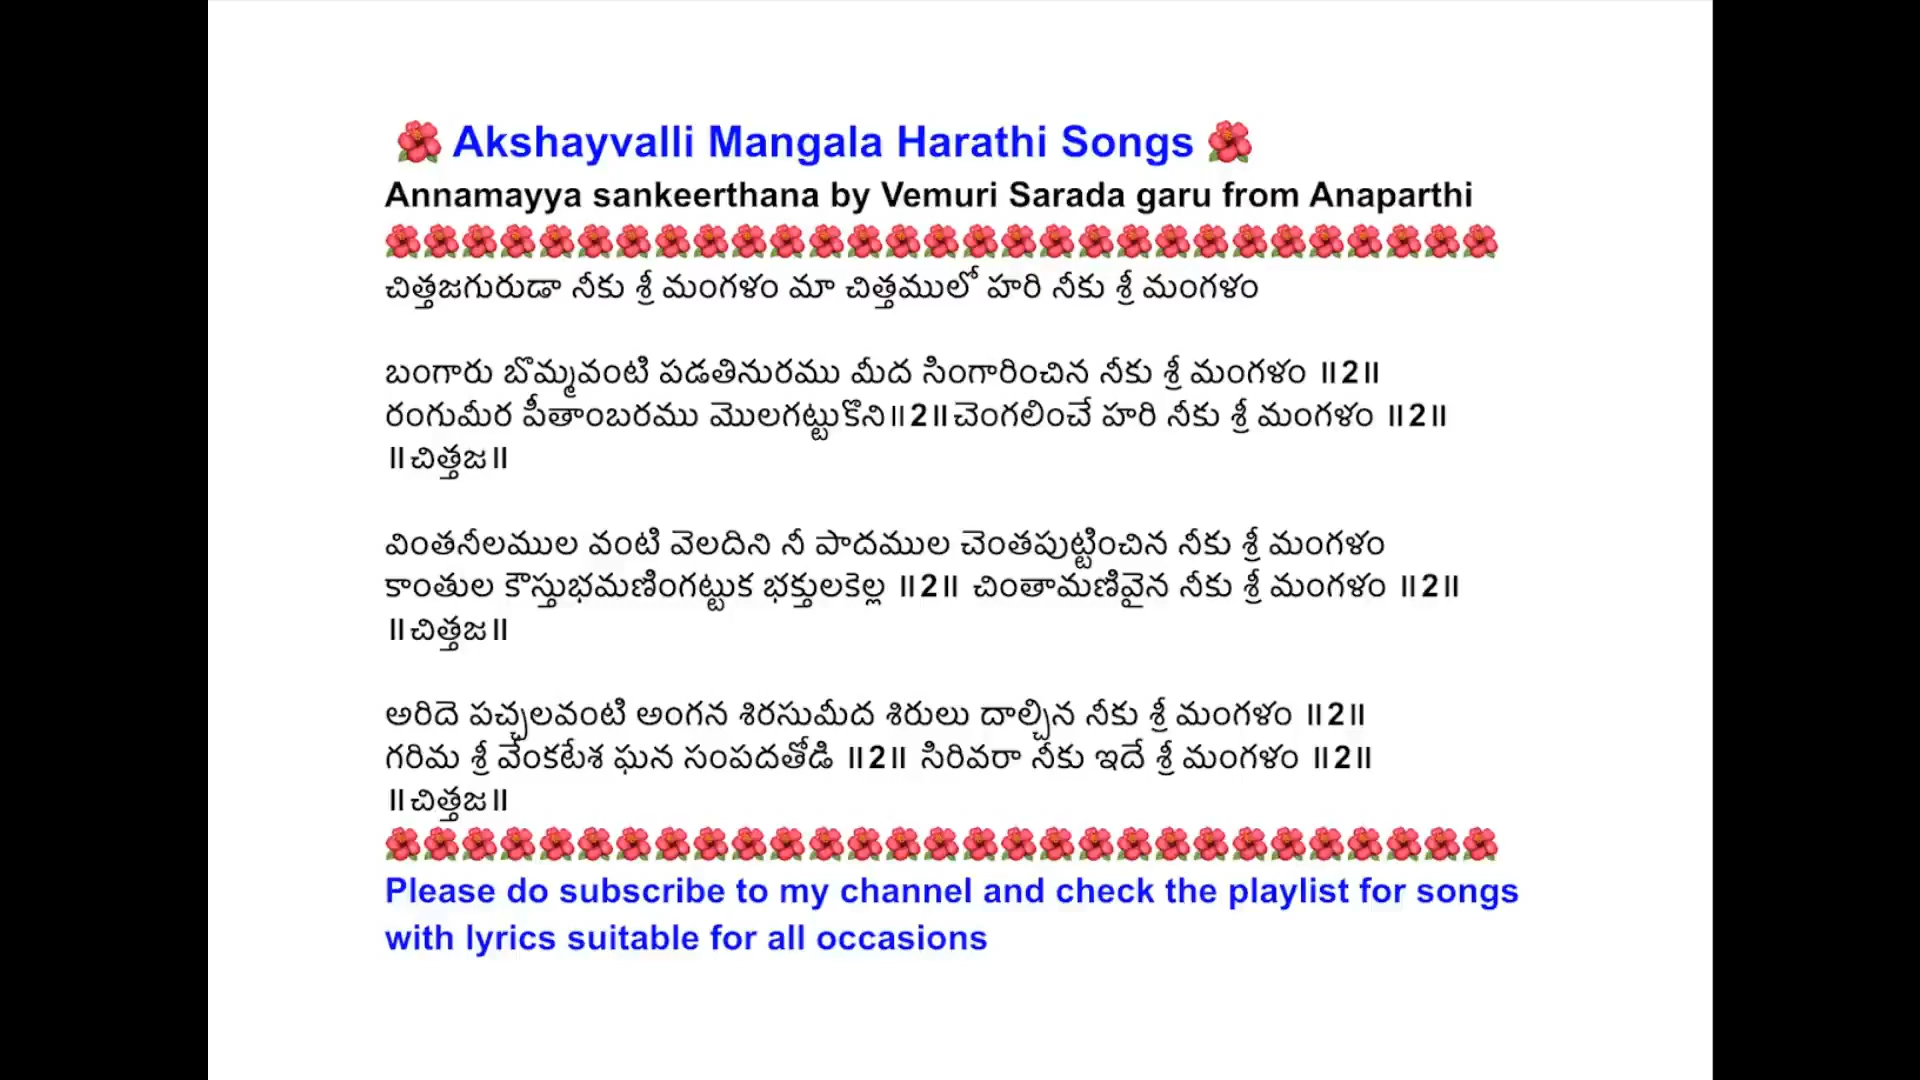 🌺 Akshayvalli Mangala Harathi Songs 🌺
Annamayya sankeerthana by Vemuri Sarada garu from Anaparthi
🌺🌺🌺🌺🌺🌺🌺🌺🌺🌺🌺🌺🌺🌺🌺🌺🌺🌺🌺🌺🌺🌺🌺🌺🌺🌺🌺🌺🌺
చిత్తజగురుడా నీకు శ్రీ మంగళం మా చిత్తములో హరి నీకు శ్రీ మంగళం
బంగారు బొమ్మవంటి పడతినురము మీద సింగారించిన నీకు శ్రీ మంగళం ॥2॥
రంగుమీర పీతాంబరము మొలగట్టుకొని॥2॥చెంగలించే హరి నీకు శ్రీ మంగళం ॥2॥
॥చిత్తజ॥
వింతనీలముల వంటి వెలదిని నీ పాదముల చెంతపుట్టించిన నీకు శ్రీ మంగళం
కాంతుల కౌస్తుభమణింగట్టుక భక్తులకెల్ల ॥2॥ చింతామణివైన నీకు శ్రీ మంగళం ॥2॥
॥చిత్తజ॥
అరిదె పచ్చలవంటి అంగన శిరసుమీద శిరులు దాల్చిన నీకు శ్రీ మంగళం ॥2॥
గరిమ శ్రీ వేంకటేశ ఘన సంపదతోడి ॥2॥ సిరివరా నీకు ఇదే శ్రీ మంగళం ॥2॥
॥చిత్తజ॥
🌺🌺🌺🌺🌺🌺🌺🌺🌺🌺🌺🌺🌺🌺🌺🌺🌺🌺🌺🌺🌺🌺🌺🌺🌺🌺🌺🌺🌺
Please do subscribe to my channel and check the playlist for songs
with lyrics suitable for all occasions